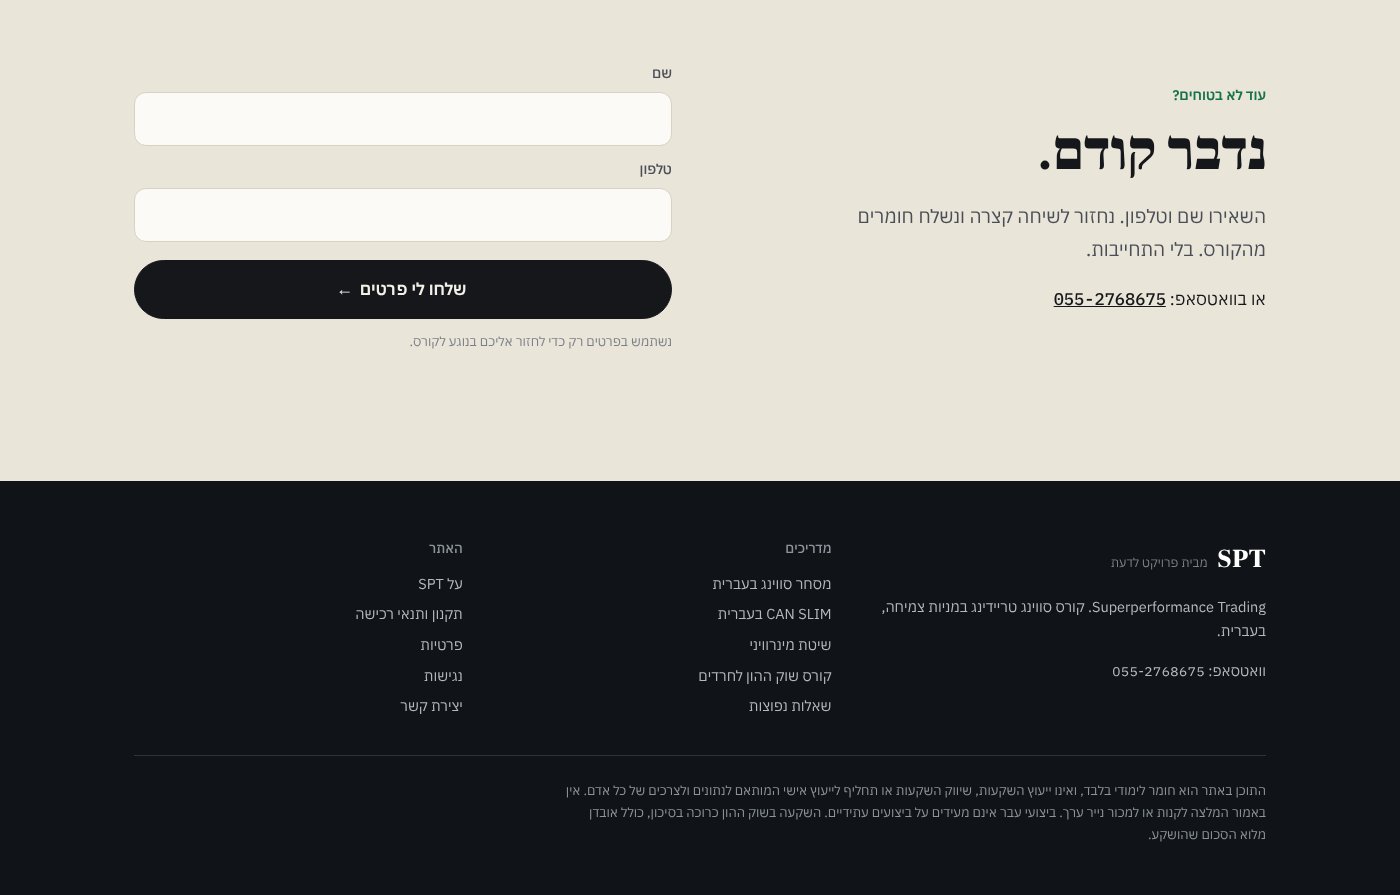 עוד לא בטוחים?
נדבר קודם.
השאירו שם וטלפון. נחזור לשיחה קצרה ונשלח חומרים
מהקורס. בלי התחייבות.
או בוואטסאפ: 055-2768675
שם
טלפון
שלחו לי פרטים ←
נשתמש בפרטים רק כדי לחזור אליכם בנוגע לקורס.
SPT מבית פרויקט לדעת
Superperformance Trading. קורס סווינג טריידינג במניות צמיחה,
בעברית.
וואטסאפ: 055-2768675
מדריכים
מסחר סווינג בעברית
CAN SLIM בעברית
שיטת מינרוויני
קורס שוק ההון לחרדים
שאלות נפוצות
האתר
על SPT
תקנון ותנאי רכישה
פרטיות
נגישות
יצירת קשר
התוכן באתר הוא חומר לימודי בלבד, ואינו ייעוץ השקעות, שיווק השקעות או תחליף לייעוץ אישי המותאם לנתונים ולצרכים של כל אדם. אין
באמור המלצה לקנות או למכור נייר ערך. ביצועי עבר אינם מעידים על ביצועים עתידיים. השקעה בשוק ההון כרוכה בסיכון, כולל אובדן
מלוא הסכום שהושקע.